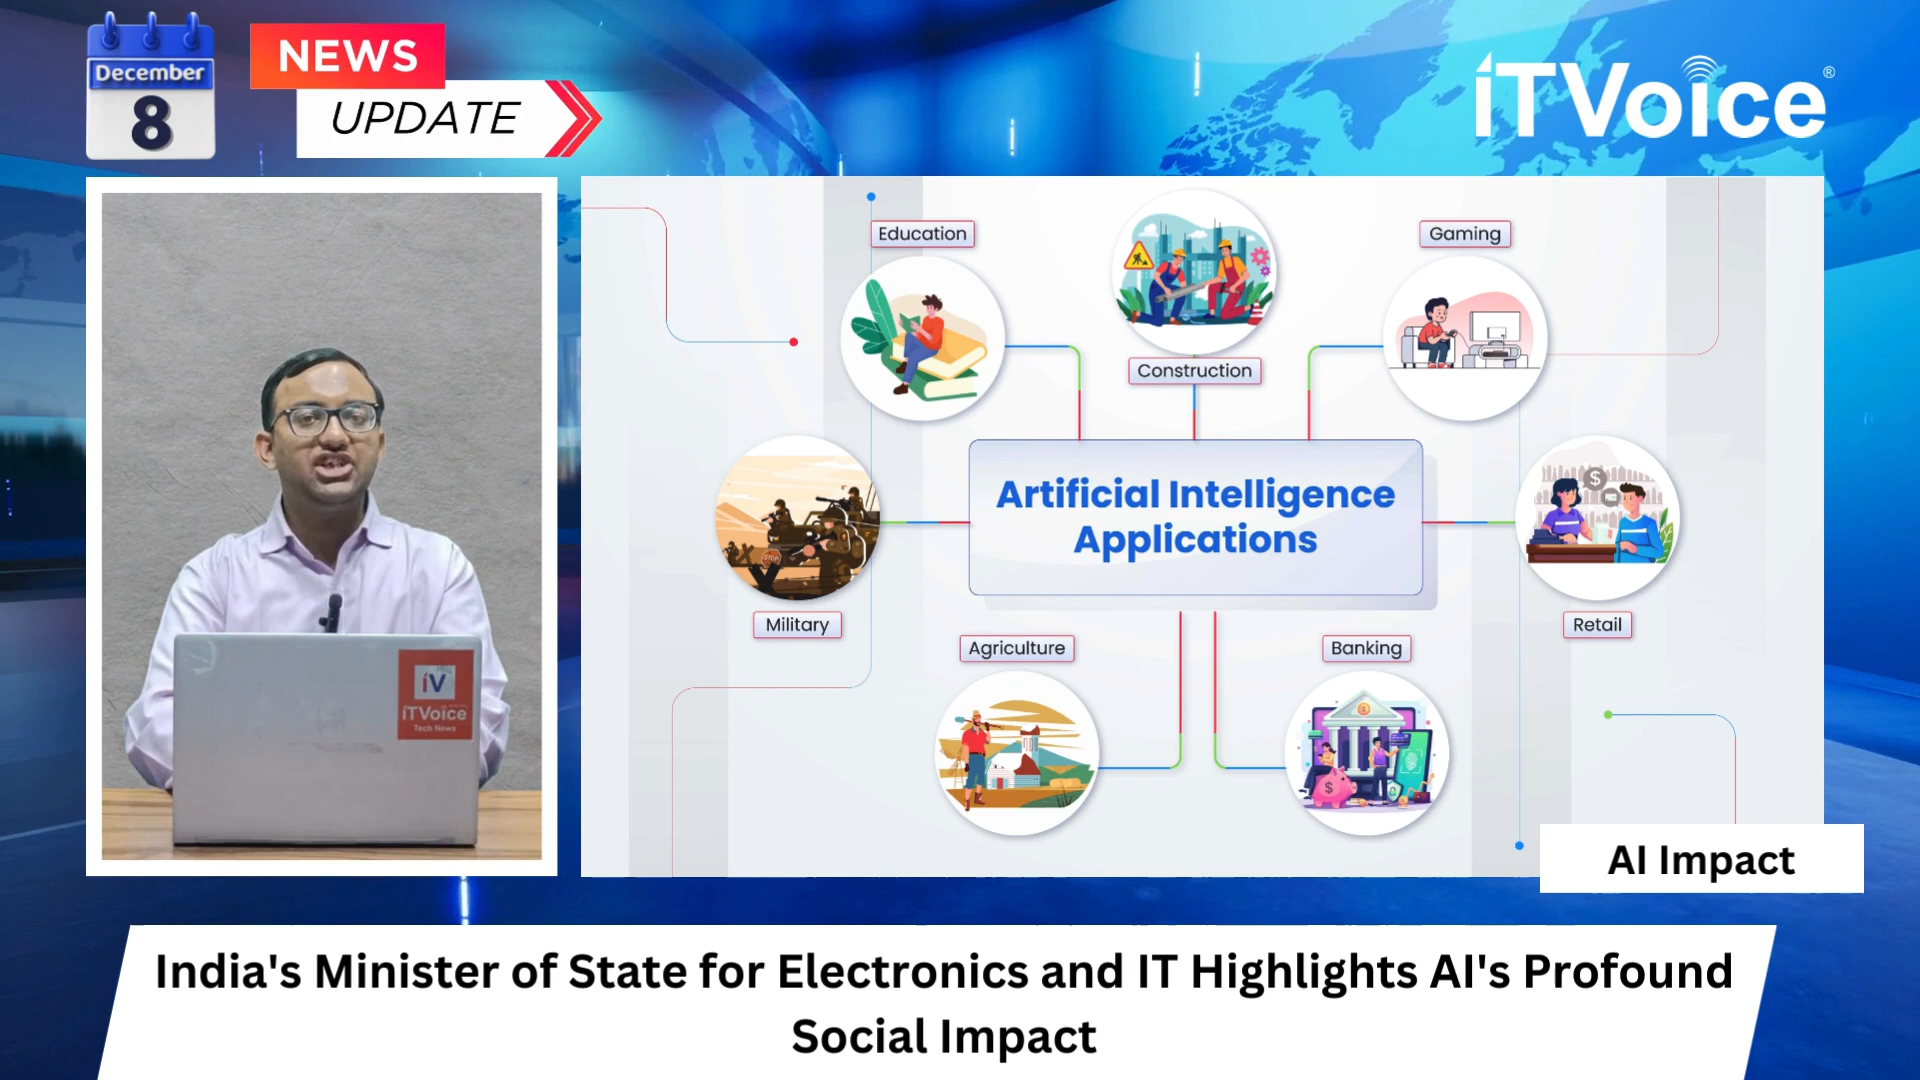 December
8
NEWS
UPDATE
iTVoice®
Education
Gaming
Construction
Artificial Intelligence
Applications
Military
Retail
Agriculture
Banking
STOP
$
$
iV
iTVoice
Tech News
AI Impact
India's Minister of State for Electronics and IT Highlights AI's Profound
Social Impact